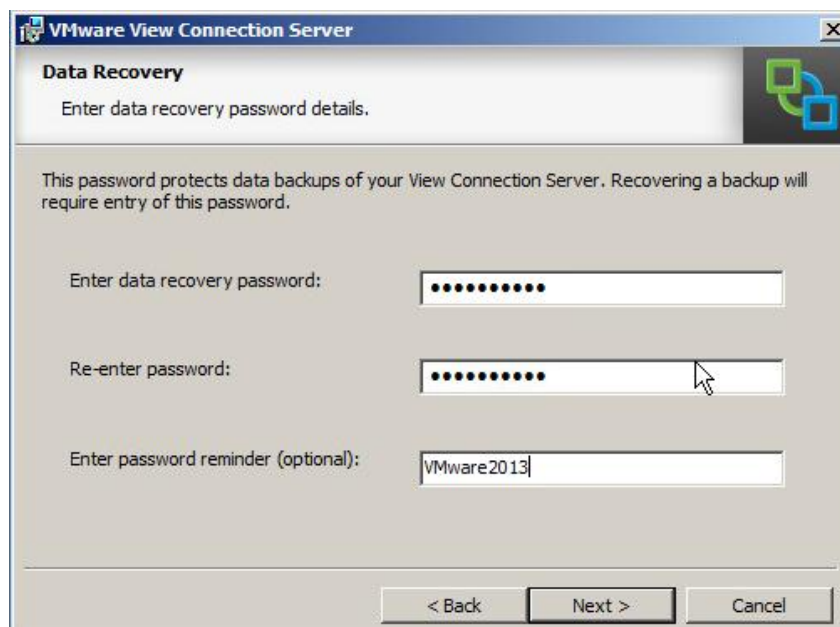 VMware View Connection Server
Data Recovery
Enter data recovery password details.
This password protects data backups of your View Connection Server. Recovering a backup will
require entry of this password.
Enter data recovery password: ●●●●●●●●●●
Re-enter password: ●●●●●●●●●●
Enter password reminder (optional): VMware2013
< Back Next > Cancel